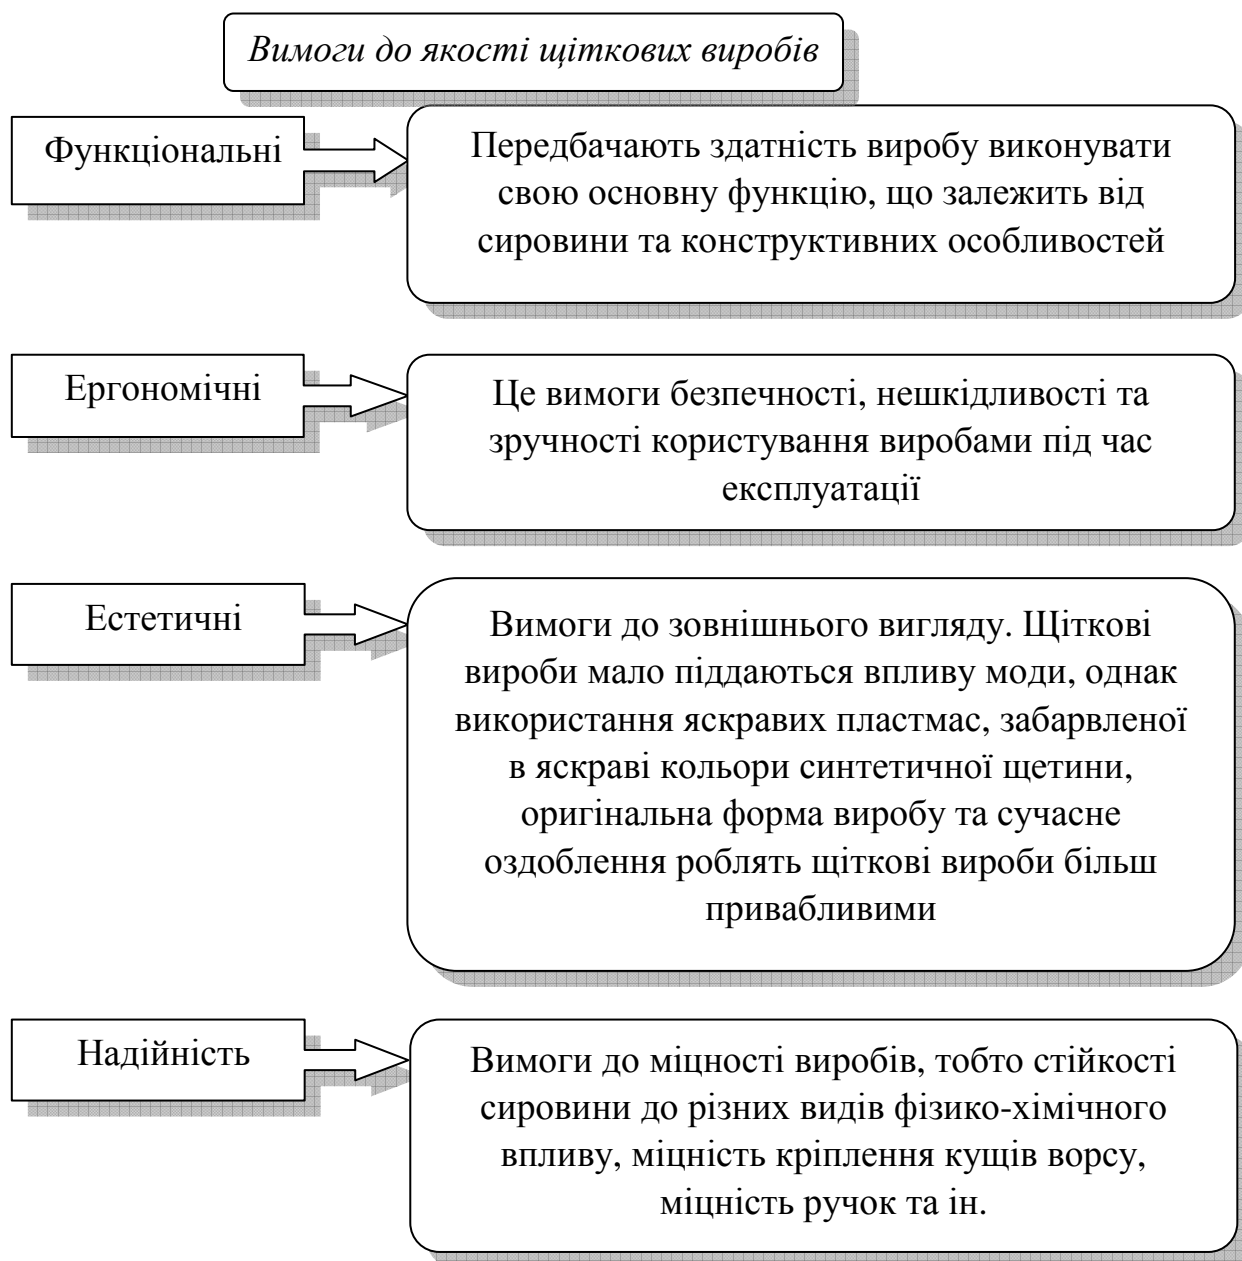 Вимоги до якості щіткових виробів
Функціональні
Передбачають здатність виробу виконувати
свою основну функцію, що залежить від
сировини та конструктивних особливостей
Ергономічні
Це вимоги безпечності, нешкідливості та
зручності користування виробами під час
експлуатації
Естетичні
Вимоги до зовнішнього вигляду. Щіткові
вироби мало піддаються впливу моди, однак
використання яскравих пластмас, забарвленої
в яскраві кольори синтетичної щетини,
оригінальна форма виробу та сучасне
оздоблення роблять щіткові вироби більш
привабливими
Надійність
Вимоги до міцності виробів, тобто стійкості
сировини до різних видів фізико-хімічного
впливу, міцність кріплення кущів ворсу,
міцність ручок та ін.